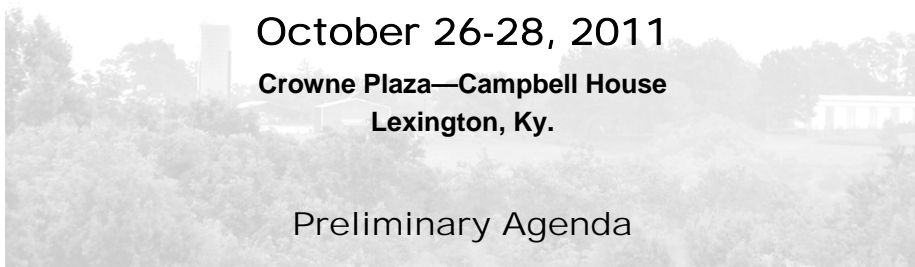 October 26-28, 2011
Crowne Plaza—Campbell House
Lexington, Ky.
Preliminary Agenda